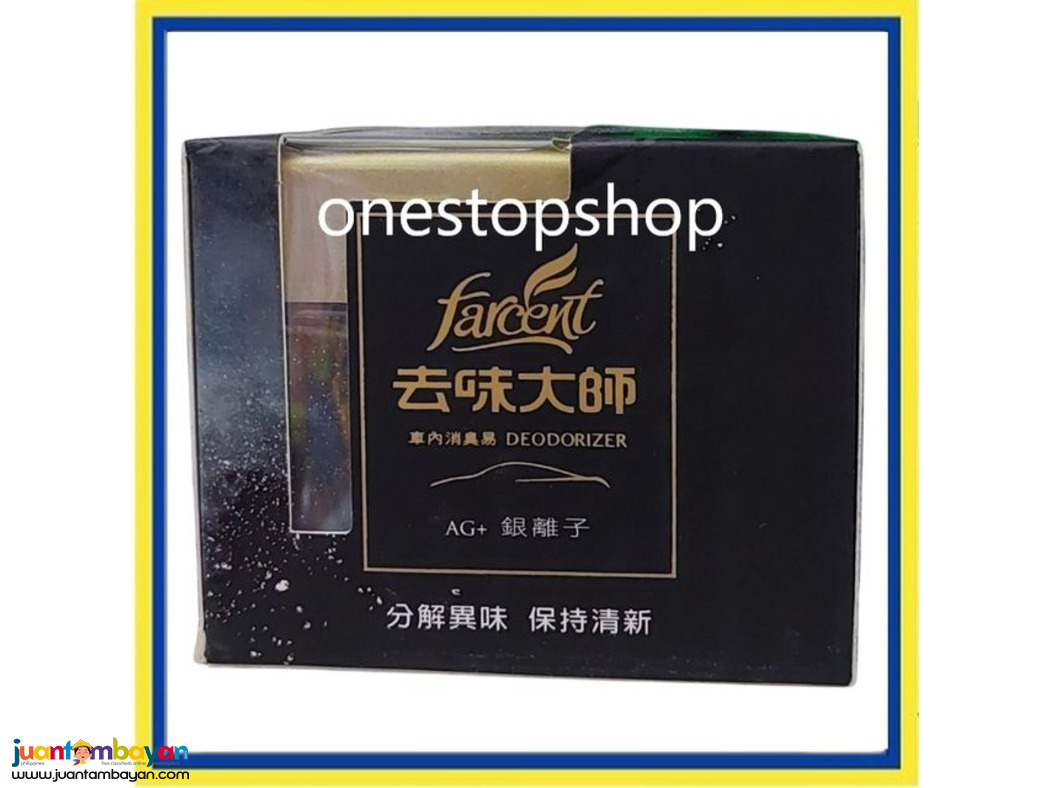 onestopshop
farcent
去味大師
車內消臭易 DEODORIZER
AG+ 銀離子
分解異味 保持清新
juantambayan
www.juantambayan.com